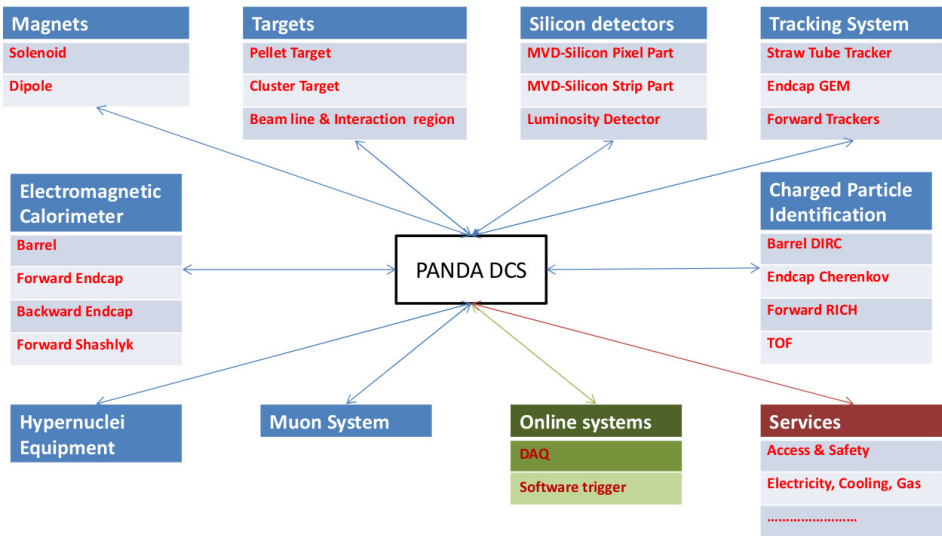 Magnets
Solenoid
Dipole
Targets
Pellet Target
Cluster Target
Beam line & Interaction region
Silicon detectors
MVD-Silicon Pixel Part
MVD-Silicon Strip Part
Luminosity Detector
Tracking System
Straw Tube Tracker
Endcap GEM
Forward Trackers
Electromagnetic
Calorimeter
Barrel
Forward Endcap
Backward Endcap
Forward Shashlyk
PANDA DCS
Charged Particle
Identification
Barrel DIRC
Endcap Cherenkov
Forward RICH
TOF
Hypernuclei
Equipment
Muon System
Online systems
DAQ
Software trigger
Services
Access & Safety
Electricity, Cooling, Gas
……………………